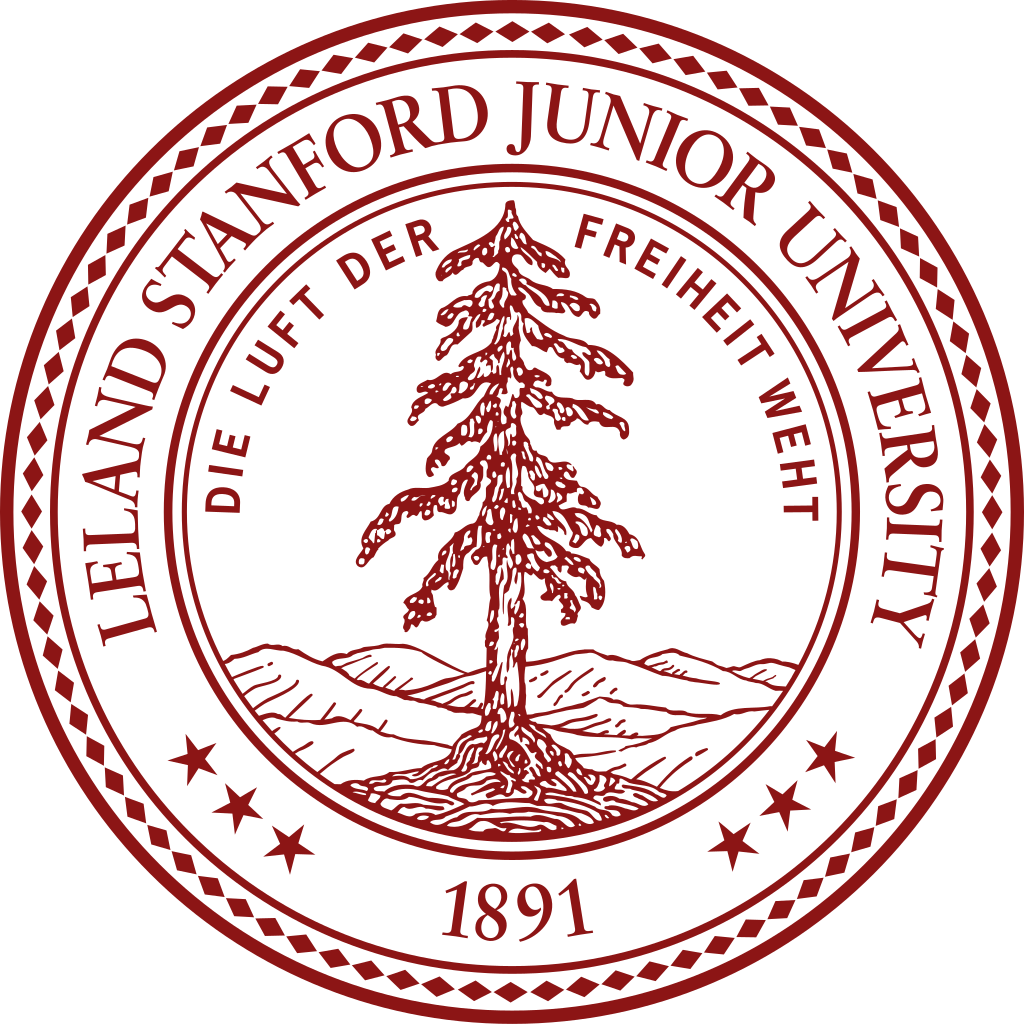 LELAND STANFORD JUNIOR UNIVERSITY
DIE LUFT DER FREIHEIT WEHT
1891